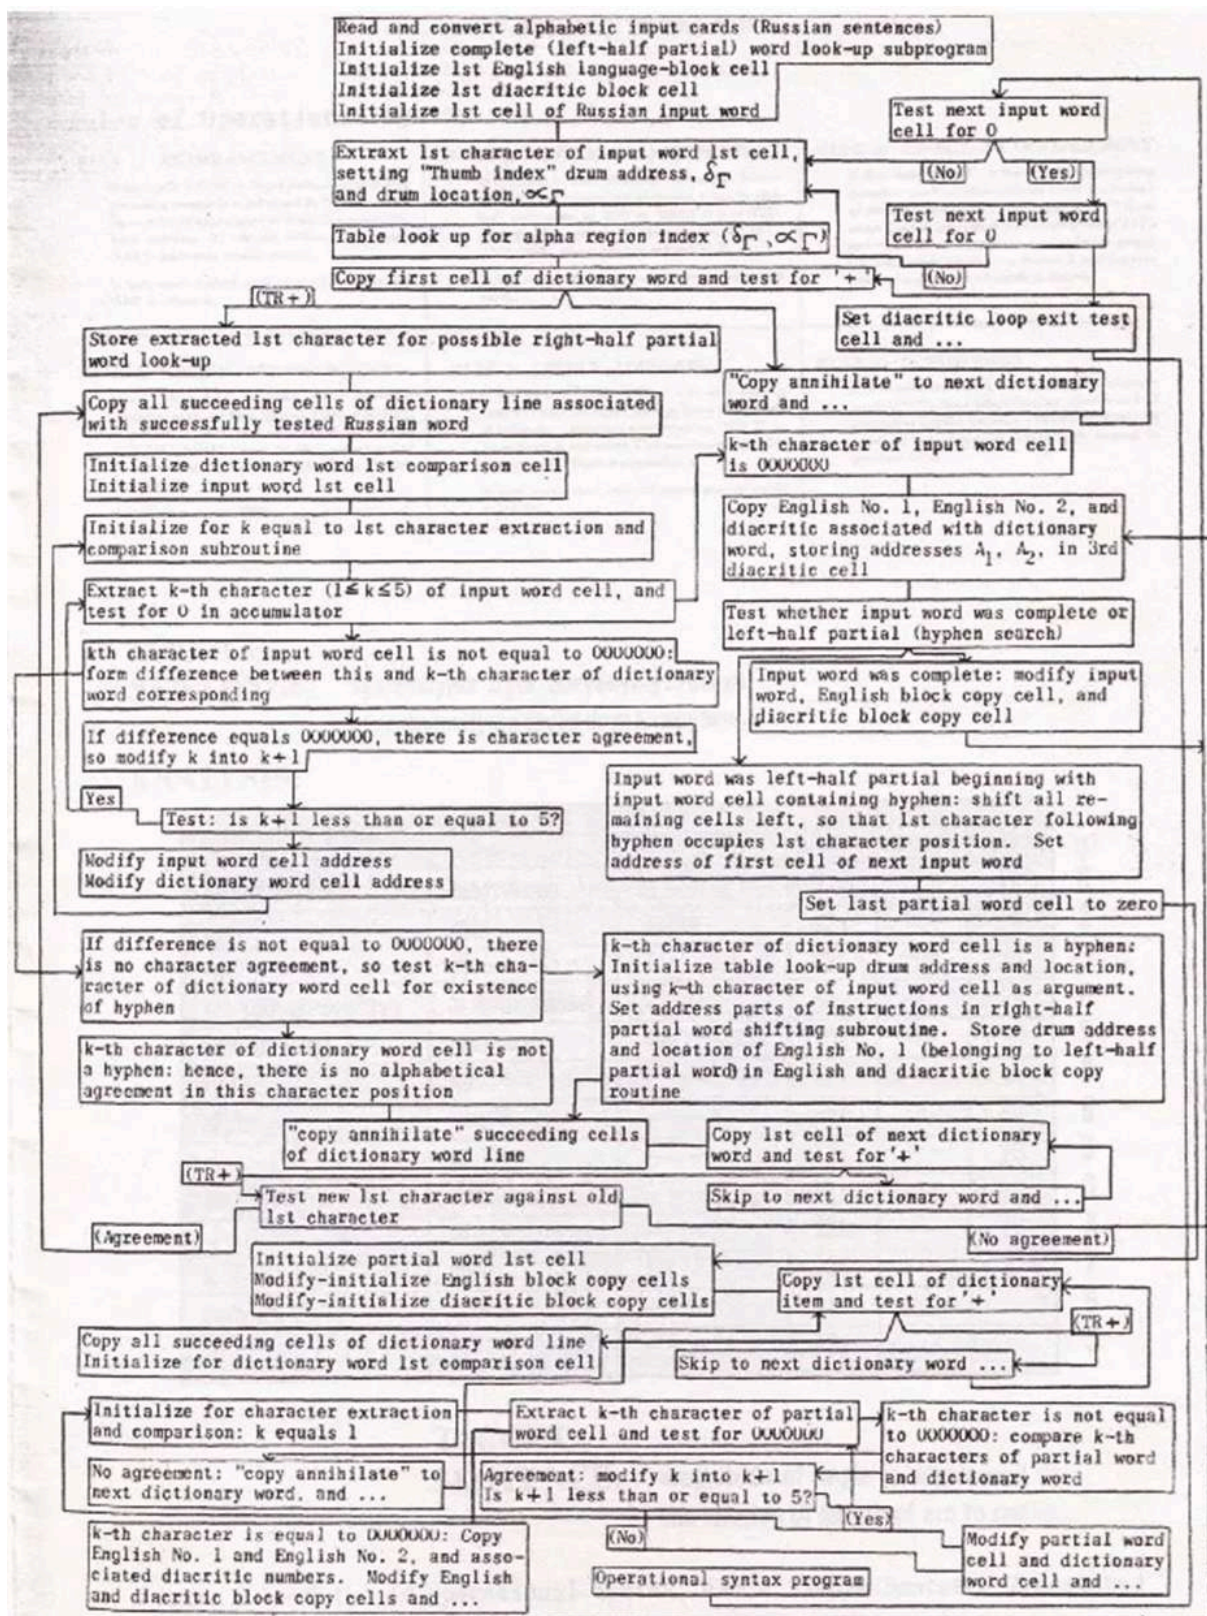 Read and convert alphabetic input cards (Russian sentences)
Initialize complete (left-half partial) word look-up subprogram
Initialize 1st English language-block cell
Initialize 1st diacritic block cell
Initialize 1st cell of Russian input word
Test next input word
cell for 0
Extraxt 1st character of input word 1st cell,
setting "Thumb index" drum address, δΓ
and drum location, ∝Γ
(No)
(Yes)
Test next input word
cell for 0
Table look up for alpha region index (δΓ, ∝Γ)
Copy first cell of dictionary word and test for '+'
(No)
(TR+)
Set diacritic loop exit test
cell and ...
Store extracted 1st character for possible right-half partial
word look-up
"Copy annihilate" to next dictionary
word and ...
Copy all succeeding cells of dictionary line associated
with successfully tested Russian word
k-th character of input word cell
is 0000000
Initialize dictionary word 1st comparison cell
Initialize input word 1st cell
Copy English No. 1, English No. 2, and
diacritic associated with dictionary
word, storing addresses A1, A2, in 3rd
diacritic cell
Initialize for k equal to 1st character extraction and
comparison subroutine
Extract k-th character (1≤k≤5) of input word cell, and
test for 0 in accumulator
Test whether input word was complete or
left-half partial (hyphen search)
kth character of input word cell is not equal to 0000000:
form difference between this and k-th character of dictionary
word corresponding
Input word was complete: modify input
word, English block copy cell, and
diacritic block copy cell
If difference equals 0000000, there is character agreement,
so modify k into k+1
Input word was left-half partial beginning with
input word cell containing hyphen: shift all re-
maining cells left, so that 1st character following
hyphen occupies 1st character position. Set
address of first cell of next input word
Yes
Test: is k+1 less than or equal to 5?
Modify input word cell address
Modify dictionary word cell address
Set last partial word cell to zero
If difference is not equal to 0000000, there
is no character agreement, so test k-th cha-
racter of dictionary word cell for existence
of hyphen
k-th character of dictionary word cell is a hyphen:
Initialize table look-up drum address and location,
using k-th character of input word cell as argument.
Set address parts of instructions in right-half
partial word shifting subroutine. Store drum address
and location of English No. 1 (belonging to left-half
partial word) in English and diacritic block copy
routine
k-th character of dictionary word cell is not
a hyphen: hence, there is no alphabetical
agreement in this character position
"copy annihilate" succeeding cells
of dictionary word line
Copy 1st cell of next dictionary
word and test for '+'
(TR+)
Test new 1st character against old
1st character
Skip to next dictionary word and ...
(Agreement)
(No agreement)
Initialize partial word 1st cell
Modify-initialize English block copy cells
Modify-initialize diacritic block copy cells
Copy 1st cell of dictionary
item and test for '+'
(TR+)
Copy all succeeding cells of dictionary word line
Initialize for dictionary word 1st comparison cell
Skip to next dictionary word ...
Initialize for character extraction
and comparison: k equals 1
Extract k-th character of partial
word cell and test for 0000000
k-th character is not equal
to 0000000: compare k-th
characters of partial word
and dictionary word
No agreement: "copy annihilate" to
next dictionary word, and ...
Agreement: modify k into k+1
Is k+1 less than or equal to 5?
(Yes)
(No)
k-th character is equal to 0000000: Copy
English No. 1 and English No. 2, and asso-
ciated diacritic numbers. Modify English
and diacritic block copy cells and ...
Modify partial word
cell and dictionary
word cell and ...
Operational syntax program